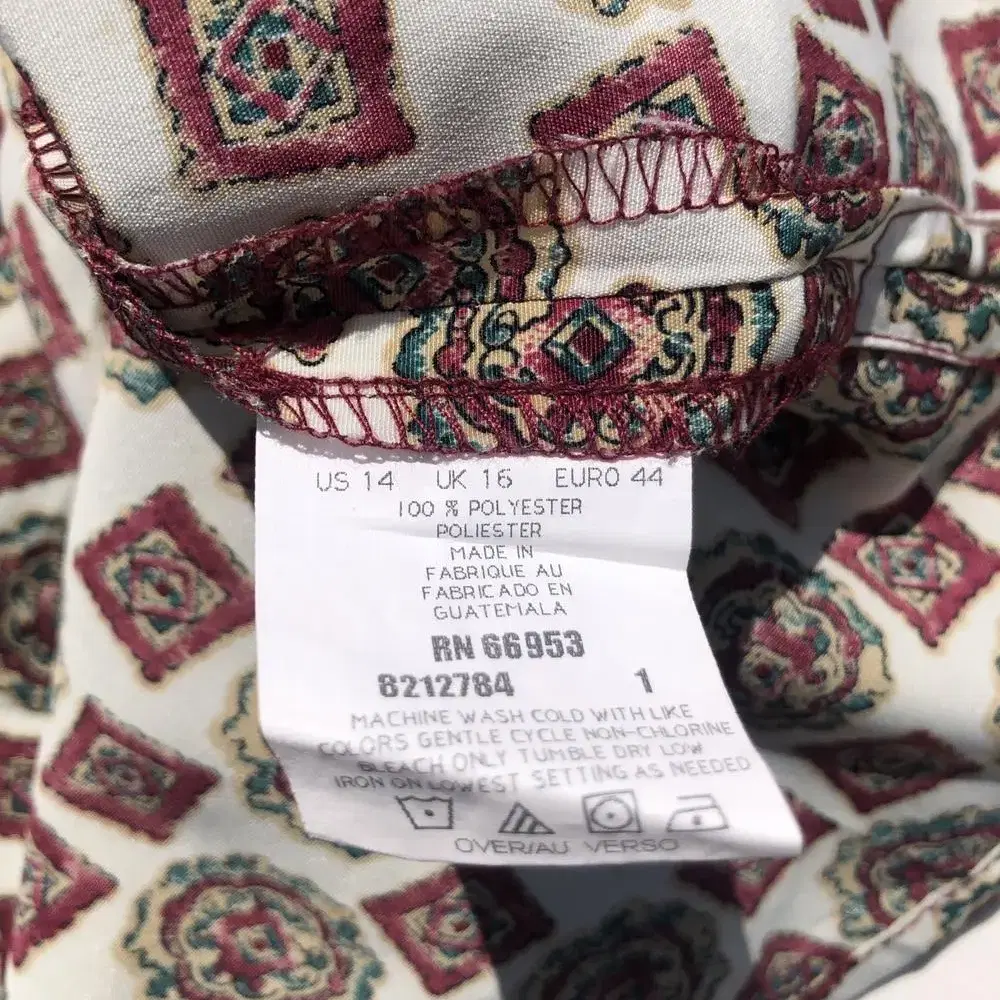 US 14 UK 16 EURO 44
100 % POLYESTER
POLIESTER
MADE IN
FABRIQUE AU
FABRICADO EN
GUATEMALA
RN 66953
8212784 1
MACHINE WASH COLD WITH LIKE
COLORS GENTLE CYCLE NON-CHLORINE
BLEACH ONLY TUMBLE DRY LOW
IRON ON LOWEST SETTING AS NEEDED
OVER/AU VERSO